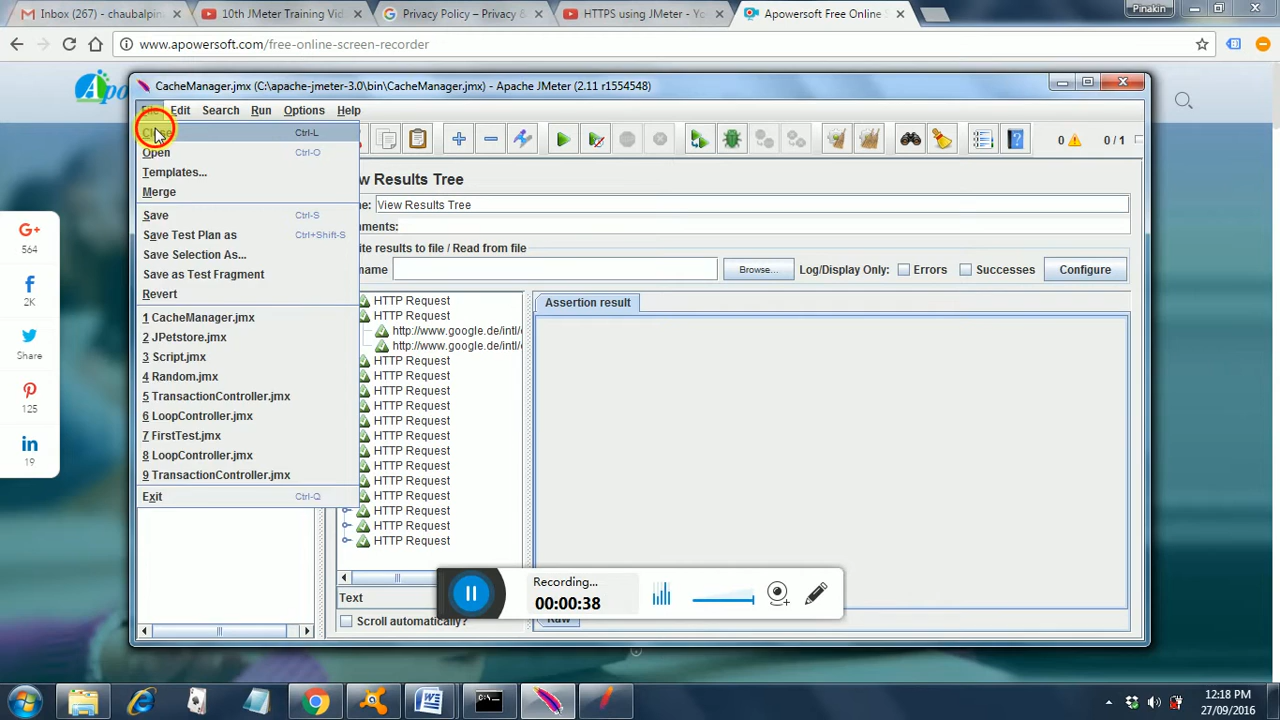 Inbox (267) - chaubalpin
10th JMeter Training Vid
Privacy Policy – Privacy &
HTTPS using JMeter - Yo
Apowersoft Free Online S
Pinakin
www.apowersoft.com/free-online-screen-recorder
CacheManager.jmx (C:\apache-jmeter-3.0\bin\CacheManager.jmx) - Apache JMeter (2.11 r1554548)
File Edit Search Run Options Help
Close Ctrl-L
Open Ctrl-O
Templates...
Merge
Save Ctrl-S
Save Test Plan as Ctrl+Shift-S
Save Selection As...
Save as Test Fragment
Revert
1 CacheManager.jmx
2 JPetstore.jmx
3 Script.jmx
4 Random.jmx
5 TransactionController.jmx
6 LoopController.jmx
7 FirstTest.jmx
8 LoopController.jmx
9 TransactionController.jmx
Exit Ctrl-Q
0 0 / 1
ew Results Tree
me: View Results Tree
mments:
ite results to file / Read from file
name Browse... Log/Display Only: Errors Successes Configure
HTTP Request
HTTP Request
http://www.google.de/intl/
http://www.google.de/intl/
HTTP Request
HTTP Request
HTTP Request
HTTP Request
HTTP Request
HTTP Request
HTTP Request
HTTP Request
HTTP Request
HTTP Request
HTTP Request
HTTP Request
HTTP Request
Assertion result
Text
Scroll automatically?
Raw
Recording...
00:00:38
G+
564
2K
Share
125
in
19
12:18 PM
27/09/2016